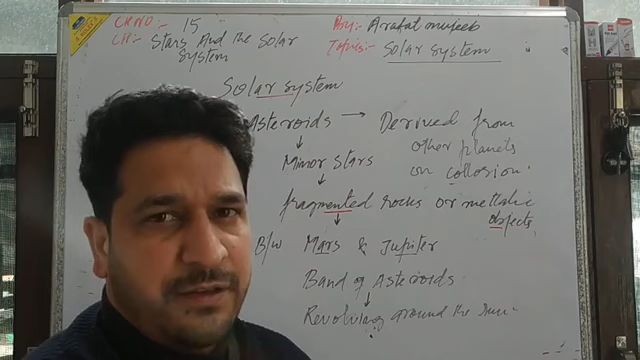 CH NO:- 15
By:- Arafat mujeeb
CH:- Stars And the Solar System
Topic:- Solar System
Solar system
Asteroids → Derived from
other planets
on collosion.
Minor stars
fragmented rocks or metallic
objects
B/w Mars & Jupiter
Band of Asteroids
Revolving around the sun.